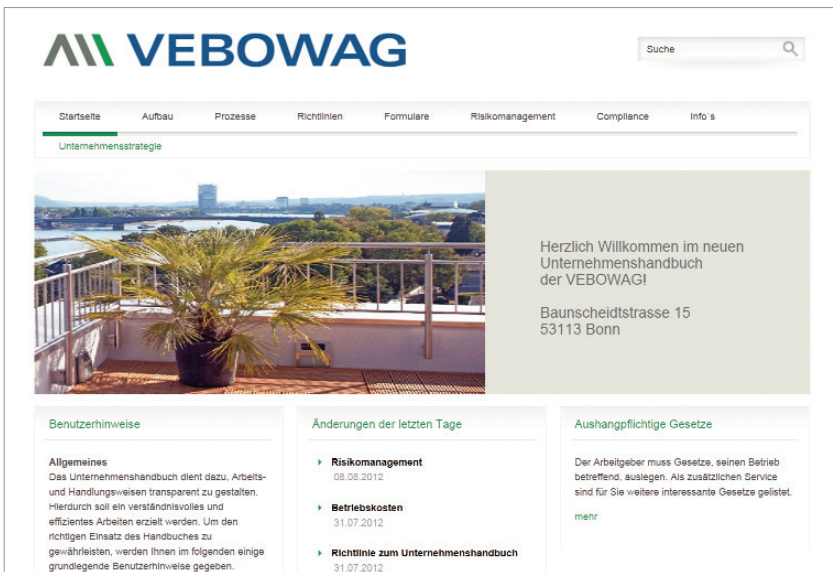 VEBOWAG
Suche
Startseite Aufbau Prozesse Richtlinien Formulare Risikomanagement Compliance Info´s
Unternehmensstrategie
Herzlich Willkommen im neuen
Unternehmenshandbuch
der VEBOWAG!
Baunscheidtstrasse 15
53113 Bonn
Benutzerhinweise
Allgemeines
Das Unternehmenshandbuch dient dazu, Arbeits-
und Handlungsweisen transparent zu gestalten.
Hierdurch soll ein verständnisvolles und
effizientes Arbeiten erzielt werden. Um den
richtigen Einsatz des Handbuches zu
gewährleisten, werden Ihnen im folgenden einige
grundlegende Benutzerhinweise gegeben.
Änderungen der letzten Tage
Risikomanagement
08.08.2012
Betriebskosten
31.07.2012
Richtlinie zum Unternehmenshandbuch
31.07.2012
Aushangpflichtige Gesetze
Der Arbeitgeber muss Gesetze, seinen Betrieb
betreffend, auslegen. Als zusätzlichen Service
sind für Sie weitere interessante Gesetze gelistet.
mehr